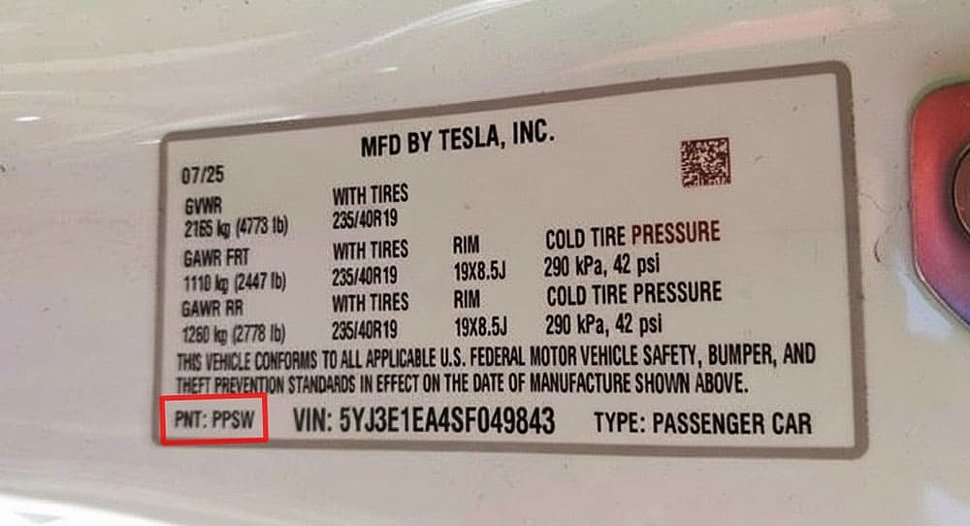 MFD BY TESLA, INC.
07/25
GVWR WITH TIRES
2165 kg (4773 lb) 235/40R19
GAWR FRT WITH TIRES RIM COLD TIRE PRESSURE
1110 kg (2447 lb) 235/40R19 19X8.5J 290 kPa, 42 psi
GAWR RR WITH TIRES RIM COLD TIRE PRESSURE
1260 kg (2778 lb) 235/40R19 19X8.5J 290 kPa, 42 psi
THIS VEHICLE CONFORMS TO ALL APPLICABLE U.S. FEDERAL MOTOR VEHICLE SAFETY, BUMPER, AND
THEFT PREVENTION STANDARDS IN EFFECT ON THE DATE OF MANUFACTURE SHOWN ABOVE.
PNT: PPSW VIN: 5YJ3E1EA4SF049843 TYPE: PASSENGER CAR